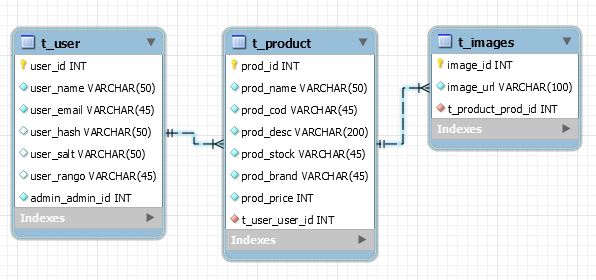 t_user
user_id INT
user_name VARCHAR(50)
user_email VARCHAR(45)
user_hash VARCHAR(50)
user_salt VARCHAR(50)
user_rango VARCHAR(45)
admin_admin_id INT
Indexes
t_product
prod_id INT
prod_name VARCHAR(50)
prod_cod VARCHAR(45)
prod_desc VARCHAR(200)
prod_stock VARCHAR(45)
prod_brand VARCHAR(45)
prod_price INT
t_user_user_id INT
Indexes
t_images
image_id INT
image_url VARCHAR(100)
t_product_prod_id INT
Indexes